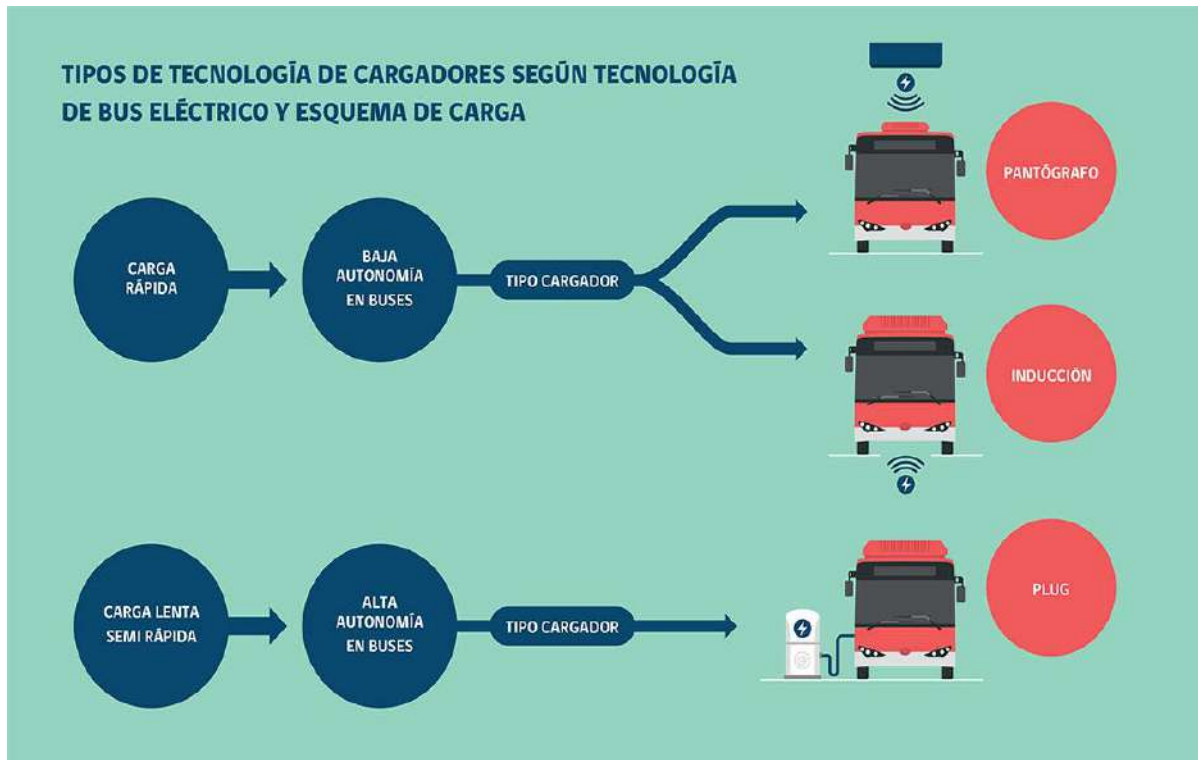 TIPOS DE TECNOLOGÍA DE CARGADORES SEGÚN TECNOLOGÍA
DE BUS ELÉCTRICO Y ESQUEMA DE CARGA
CARGA
RÁPIDA
BAJA
AUTONOMÍA
EN BUSES
TIPO CARGADOR
PANTÓGRAFO
INDUCCIÓN
CARGA LENTA
SEMI RÁPIDA
ALTA
AUTONOMÍA
EN BUSES
TIPO CARGADOR
PLUG